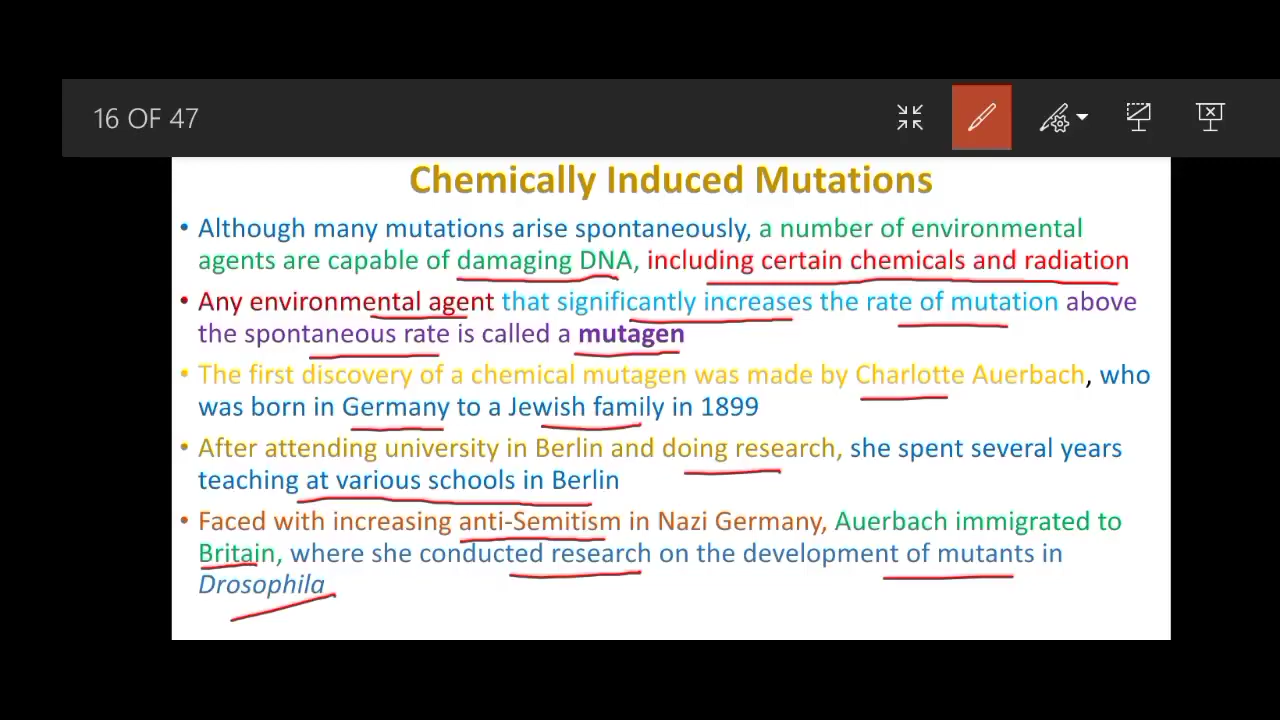 16 OF 47
Chemically Induced Mutations
• Although many mutations arise spontaneously, a number of environmental
agents are capable of damaging DNA, including certain chemicals and radiation
• Any environmental agent that significantly increases the rate of mutation above
the spontaneous rate is called a mutagen
• The first discovery of a chemical mutagen was made by Charlotte Auerbach, who
was born in Germany to a Jewish family in 1899
• After attending university in Berlin and doing research, she spent several years
teaching at various schools in Berlin
• Faced with increasing anti-Semitism in Nazi Germany, Auerbach immigrated to
Britain, where she conducted research on the development of mutants in
Drosophila